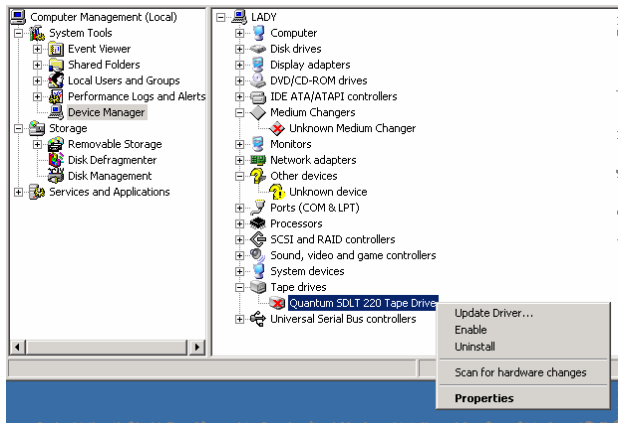 Computer Management (Local)
System Tools
Event Viewer
Shared Folders
Local Users and Groups
Performance Logs and Alerts
Device Manager
Storage
Removable Storage
Disk Defragmenter
Disk Management
Services and Applications
LADY
Computer
Disk drives
Display adapters
DVD/CD-ROM drives
IDE ATA/ATAPI controllers
Medium Changers
Unknown Medium Changer
Monitors
Network adapters
Other devices
Unknown device
Ports (COM & LPT)
Processors
SCSI and RAID controllers
Sound, video and game controllers
System devices
Tape drives
Quantum SDLT 220 Tape Drive
Universal Serial Bus controllers
Update Driver...
Enable
Uninstall
Scan for hardware changes
Properties